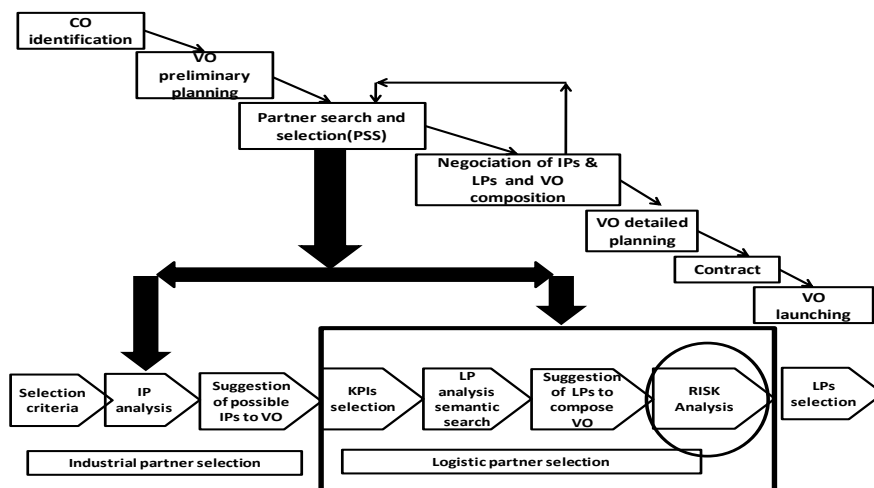 CO
identification
VO
preliminary
planning
Partner search and
selection(PSS)
Negociation of IPs &
LPs and VO
composition
VO detailed
planning
Contract
VO
launching
Selection
criteria
IP
analysis
Suggestion
of possible
IPs to VO
KPIs
selection
LP
analysis
semantic
search
Suggestion
of LPs to
compose
VO
RISK
Analysis
LPs
selection
Industrial partner selection
Logistic partner selection